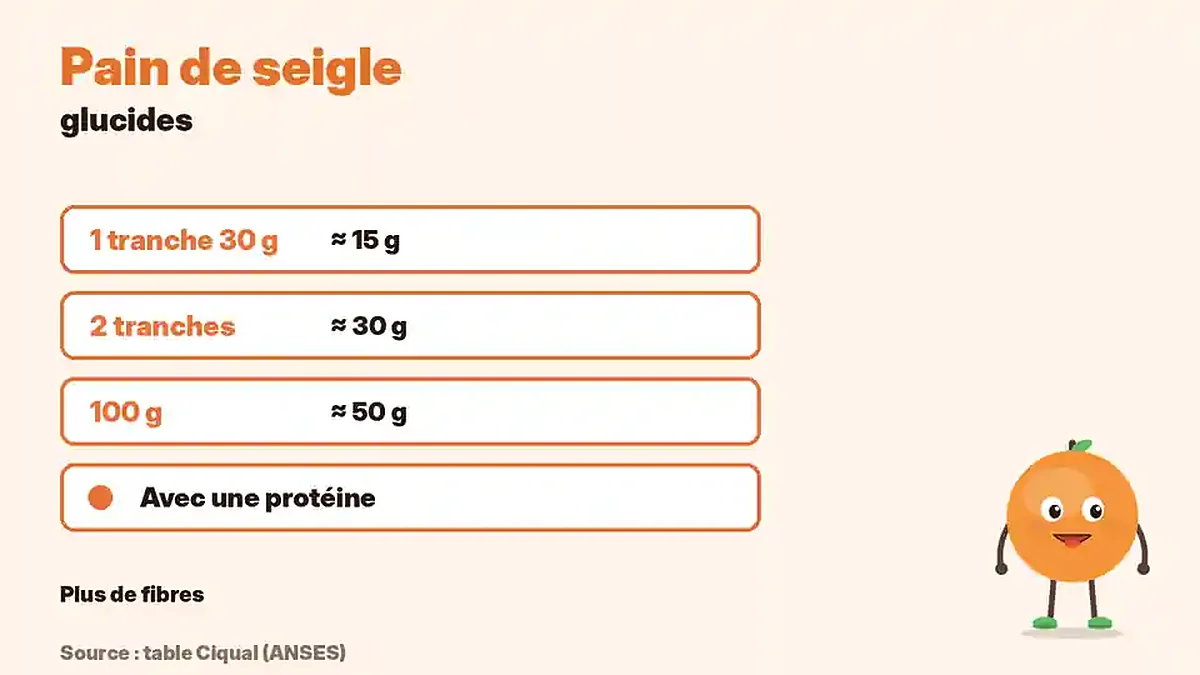 Pain de seigle
glucides
1 tranche 30 g ≈ 15 g
2 tranches ≈ 30 g
100 g ≈ 50 g
Avec une protéine
Plus de fibres
Source : table Ciqual (ANSES)